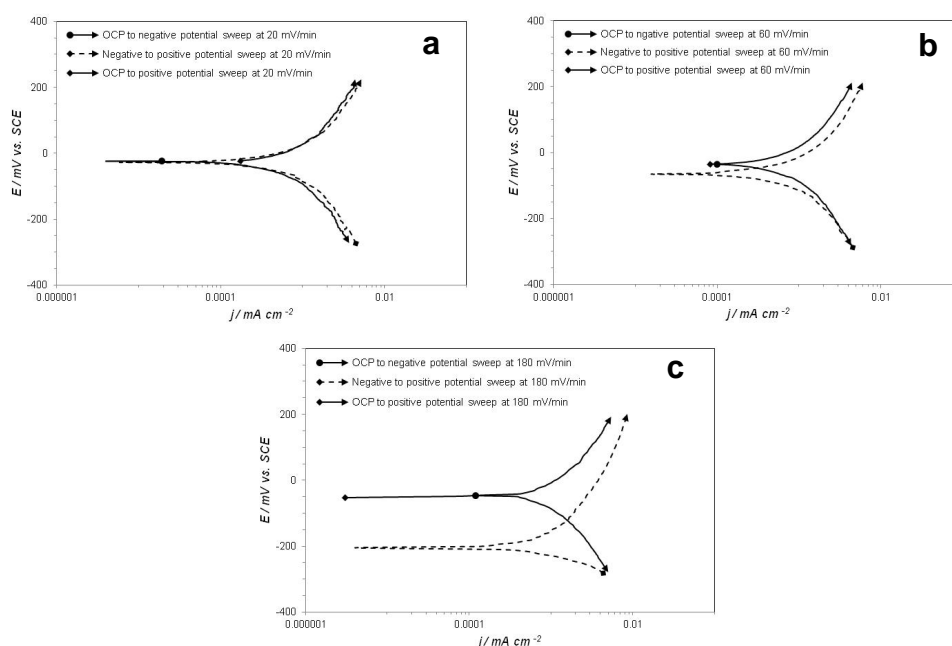 a
OCP to negative potential sweep at 20 mV/min
Negative to positive potential sweep at 20 mV/min
OCP to positive potential sweep at 20 mV/min
400
200
0
-200
-400
E / mV vs. SCE
0.000001
0.0001
0.01
j / mA cm-2
b
OCP to ngative potential sweep at 60 mV/min
Negative to positive potential sweep at 60 mV/min
OCP to positive potential sweep at 60 mV/min
400
200
0
-200
-400
E / mV vs. SCE
0.000001
0.0001
0.01
j / mA cm-2
c
OCP to negative potential sweep at 180 mV/min
Negative to positive potential sweep at 180 mV/min
OCP to positive potential sweep at 180 mV/min
400
200
0
-200
-400
E / mV vs. SCE
0.000001
0.0001
0.01
j / mA cm-2